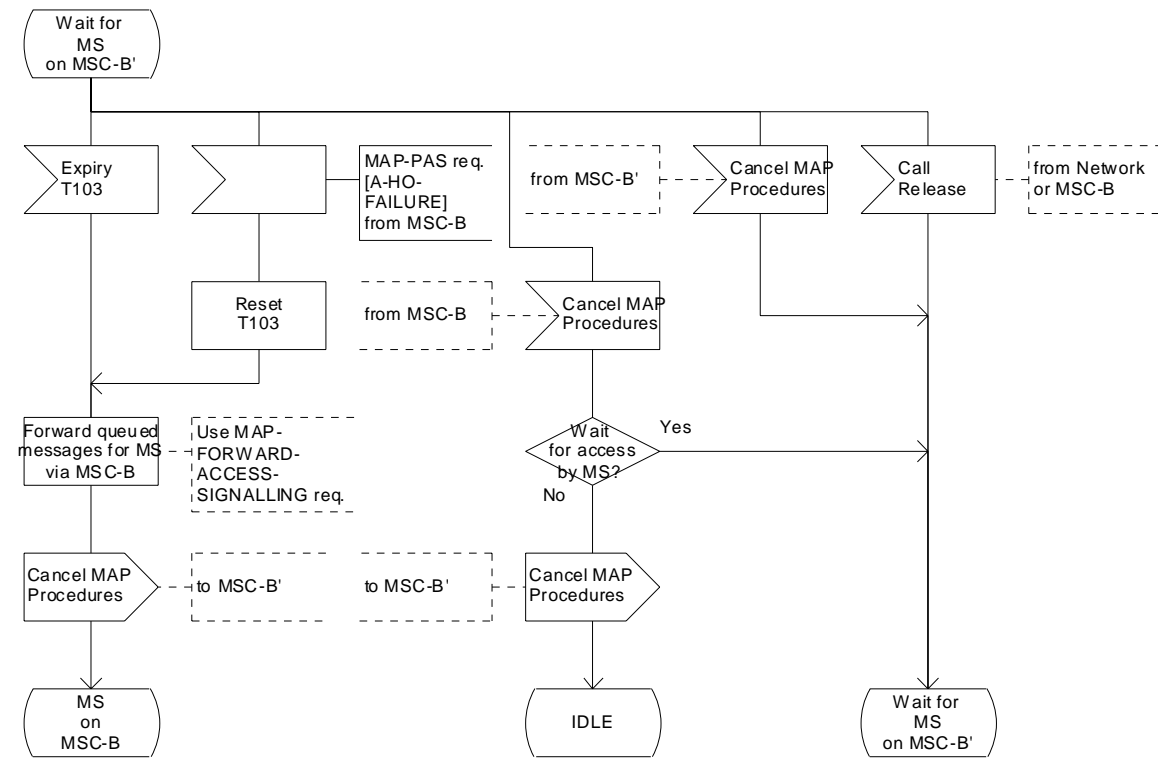 Wait for
MS
on MSC-B'
Expiry
T103
MAP-PAS req.
[A-HO-
FAILURE]
from MSC-B
from MSC-B'
Cancel MAP
Procedures
Call
Release
from Network
or MSC-B
Reset
T103
from MSC-B
Cancel MAP
Procedures
Forward queued
messages for MS
via MSC-B
Use MAP-
FORWARD-
ACCESS-
SIGNALLING req.
Wait
for access
by MS?
Yes
No
Cancel MAP
Procedures
to MSC-B'
to MSC-B'
Cancel MAP
Procedures
MS
on
MSC-B
IDLE
Wait for
MS
on MSC-B'